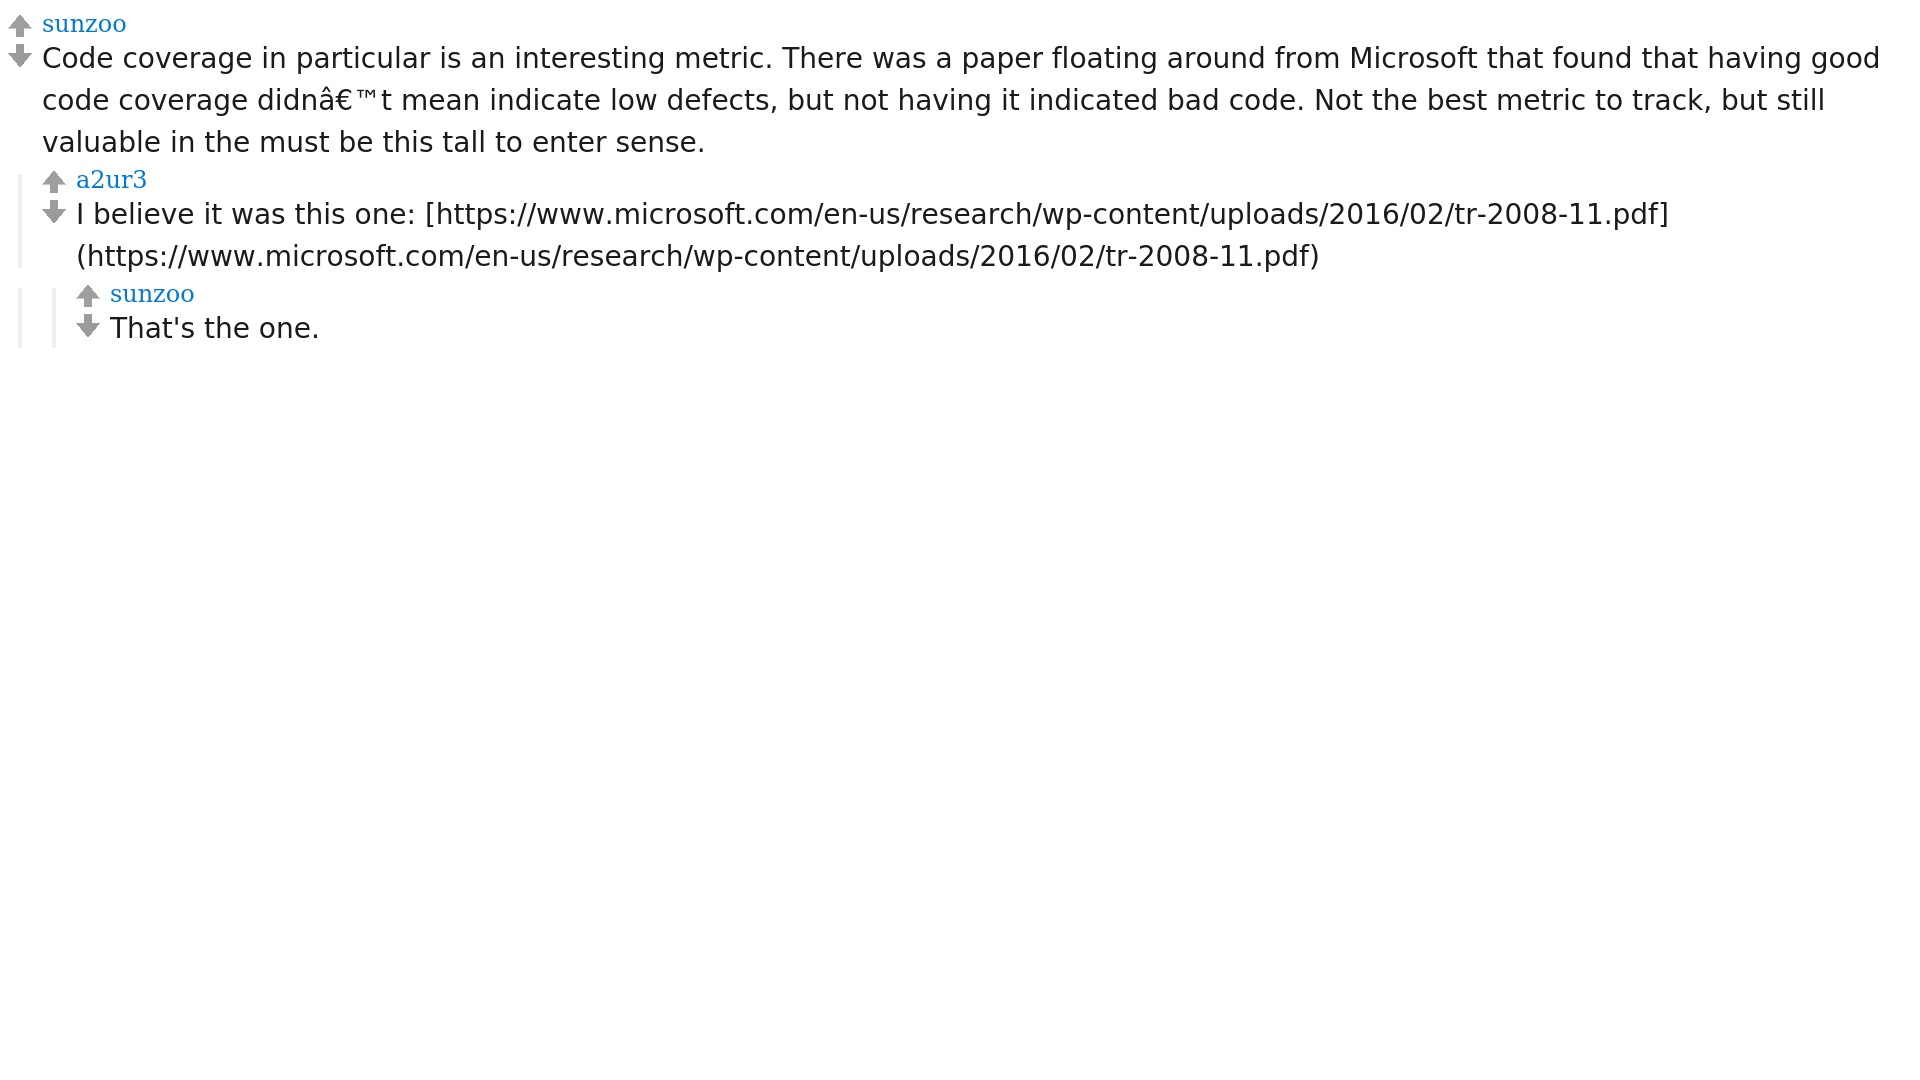 sunzoo
Code coverage in particular is an interesting metric. There was a paper floating around from Microsoft that found that having good
code coverage didnâ€™t mean indicate low defects, but not having it indicated bad code. Not the best metric to track, but still
valuable in the must be this tall to enter sense.
a2ur3
I believe it was this one: [https://www.microsoft.com/en-us/research/wp-content/uploads/2016/02/tr-2008-11.pdf]
(https://www.microsoft.com/en-us/research/wp-content/uploads/2016/02/tr-2008-11.pdf)
sunzoo
That's the one.